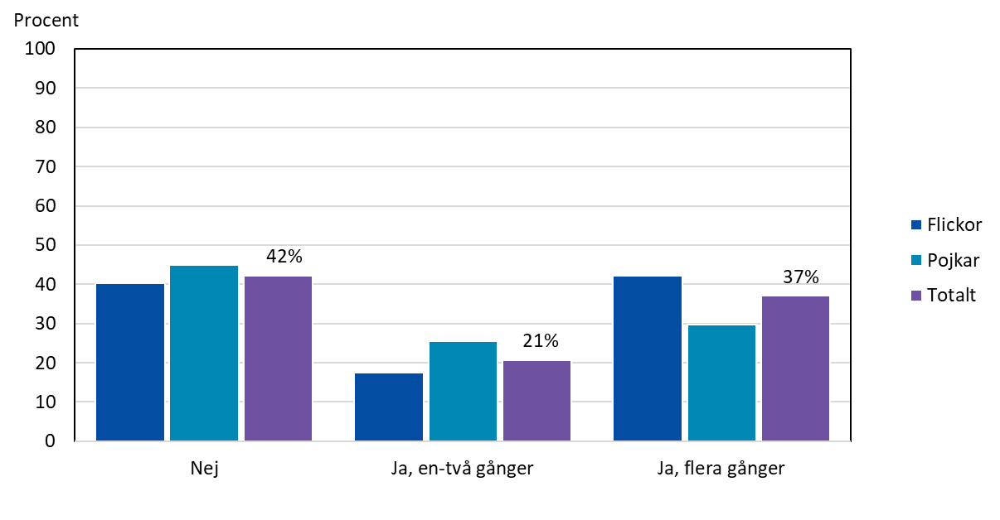 Procent
100
90
80
70
60
50
40
30
20
10
0
42%
21%
37%
Nej
Ja, en-två gånger
Ja, flera gånger
Flickor
Pojkar
Totalt